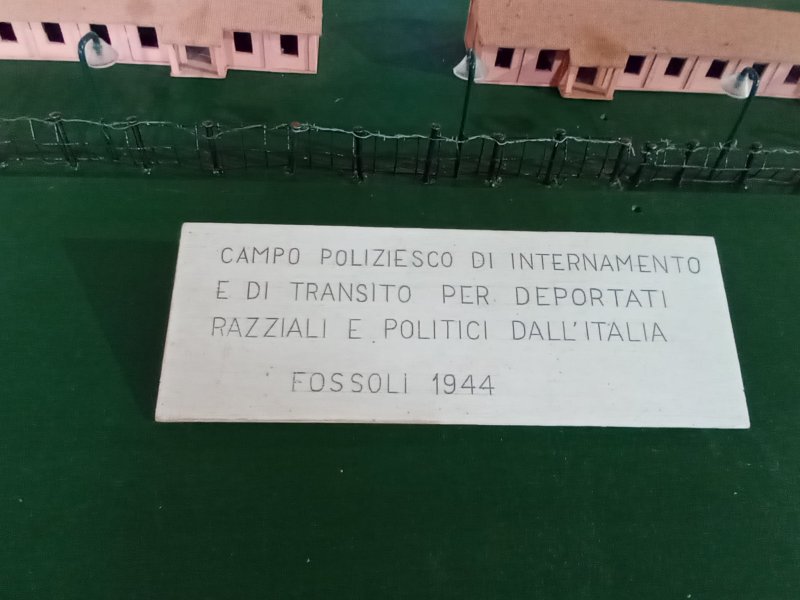 CAMPO POLIZIESCO DI INTERNAMENTO
E DI TRANSITO PER DEPORTATI
RAZZIALI E POLITICI DALL'ITALIA
FOSSOLI 1944